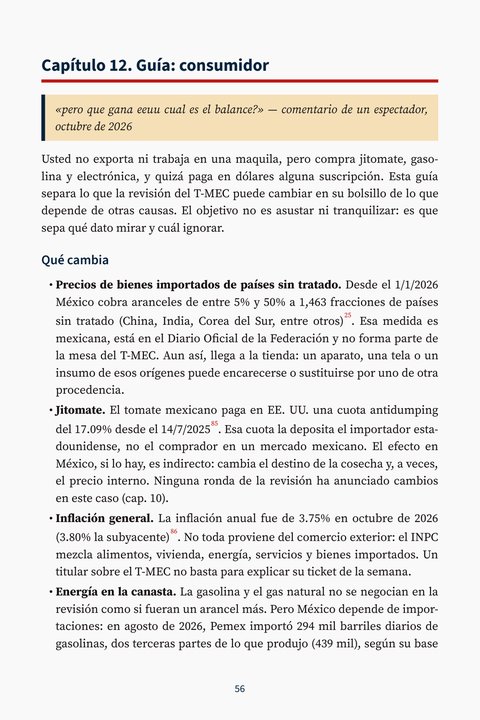 Capítulo 12. Guía: consumidor
«pero que gana eeuu cual es el balance?» — comentario de un espectador,
octubre de 2026
Usted no exporta ni trabaja en una maquila, pero compra jitomate, gaso-
lina y electrónica, y quizá paga en dólares alguna suscripción. Esta guía
separa lo que la revisión del T-MEC puede cambiar en su bolsillo de lo que
depende de otras causas. El objetivo no es asustar ni tranquilizar: es que
sepa qué dato mirar y cuál ignorar.
Qué cambia
• Precios de bienes importados de países sin tratado. Desde el 1/1/2026
México cobra aranceles de entre 5% y 50% a 1,463 fracciones de países
sin tratado (China, India, Corea del Sur, entre otros)25. Esa medida es
mexicana, está en el Diario Oficial de la Federación y no forma parte de
la mesa del T-MEC. Aun así, llega a la tienda: un aparato, una tela o un
insumo de esos orígenes puede encarecerse o sustituirse por uno de otra
procedencia.
• Jitomate. El tomate mexicano paga en EE. UU. una cuota antidumping
del 17.09% desde el 14/7/202585. Esa cuota la deposita el importador esta-
dounidense, no el comprador en un mercado mexicano. El efecto en
México, si lo hay, es indirecto: cambia el destino de la cosecha y, a veces,
el precio interno. Ninguna ronda de la revisión ha anunciado cambios
en este caso (cap. 10).
• Inflación general. La inflación anual fue de 3.75% en octubre de 2026
(3.80% la subyacente)86. No toda proviene del comercio exterior: el INPC
mezcla alimentos, vivienda, energía, servicios y bienes importados. Un
titular sobre el T-MEC no basta para explicar su ticket de la semana.
• Energía en la canasta. La gasolina y el gas natural no se negocian en la
revisión como si fueran un arancel más. Pero México depende de impor-
taciones: en agosto de 2026, Pemex importó 294 mil barriles diarios de
gasolinas, dos terceras partes de lo que produjo (439 mil), según su base
56